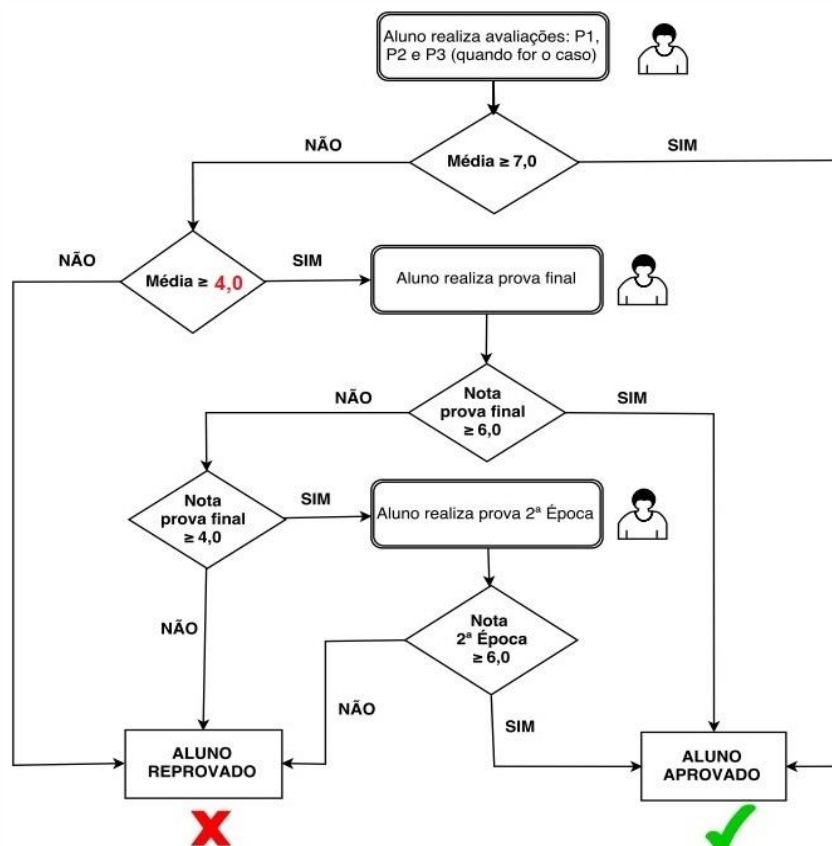 Aluno realiza avaliações: P1,
P2 e P3 (quando for o caso)
NÃO
Média ≥ 7,0
SIM
NÃO
Média ≥ 4,0
SIM
Aluno realiza prova final
NÃO
Nota
prova final
≥ 6,0
SIM
Nota
prova final
≥ 4,0
SIM
Aluno realiza prova 2ª Época
NÃO
Nota
2ª Época
≥ 6,0
NÃO
SIM
ALUNO
REPROVADO
ALUNO
APROVADO